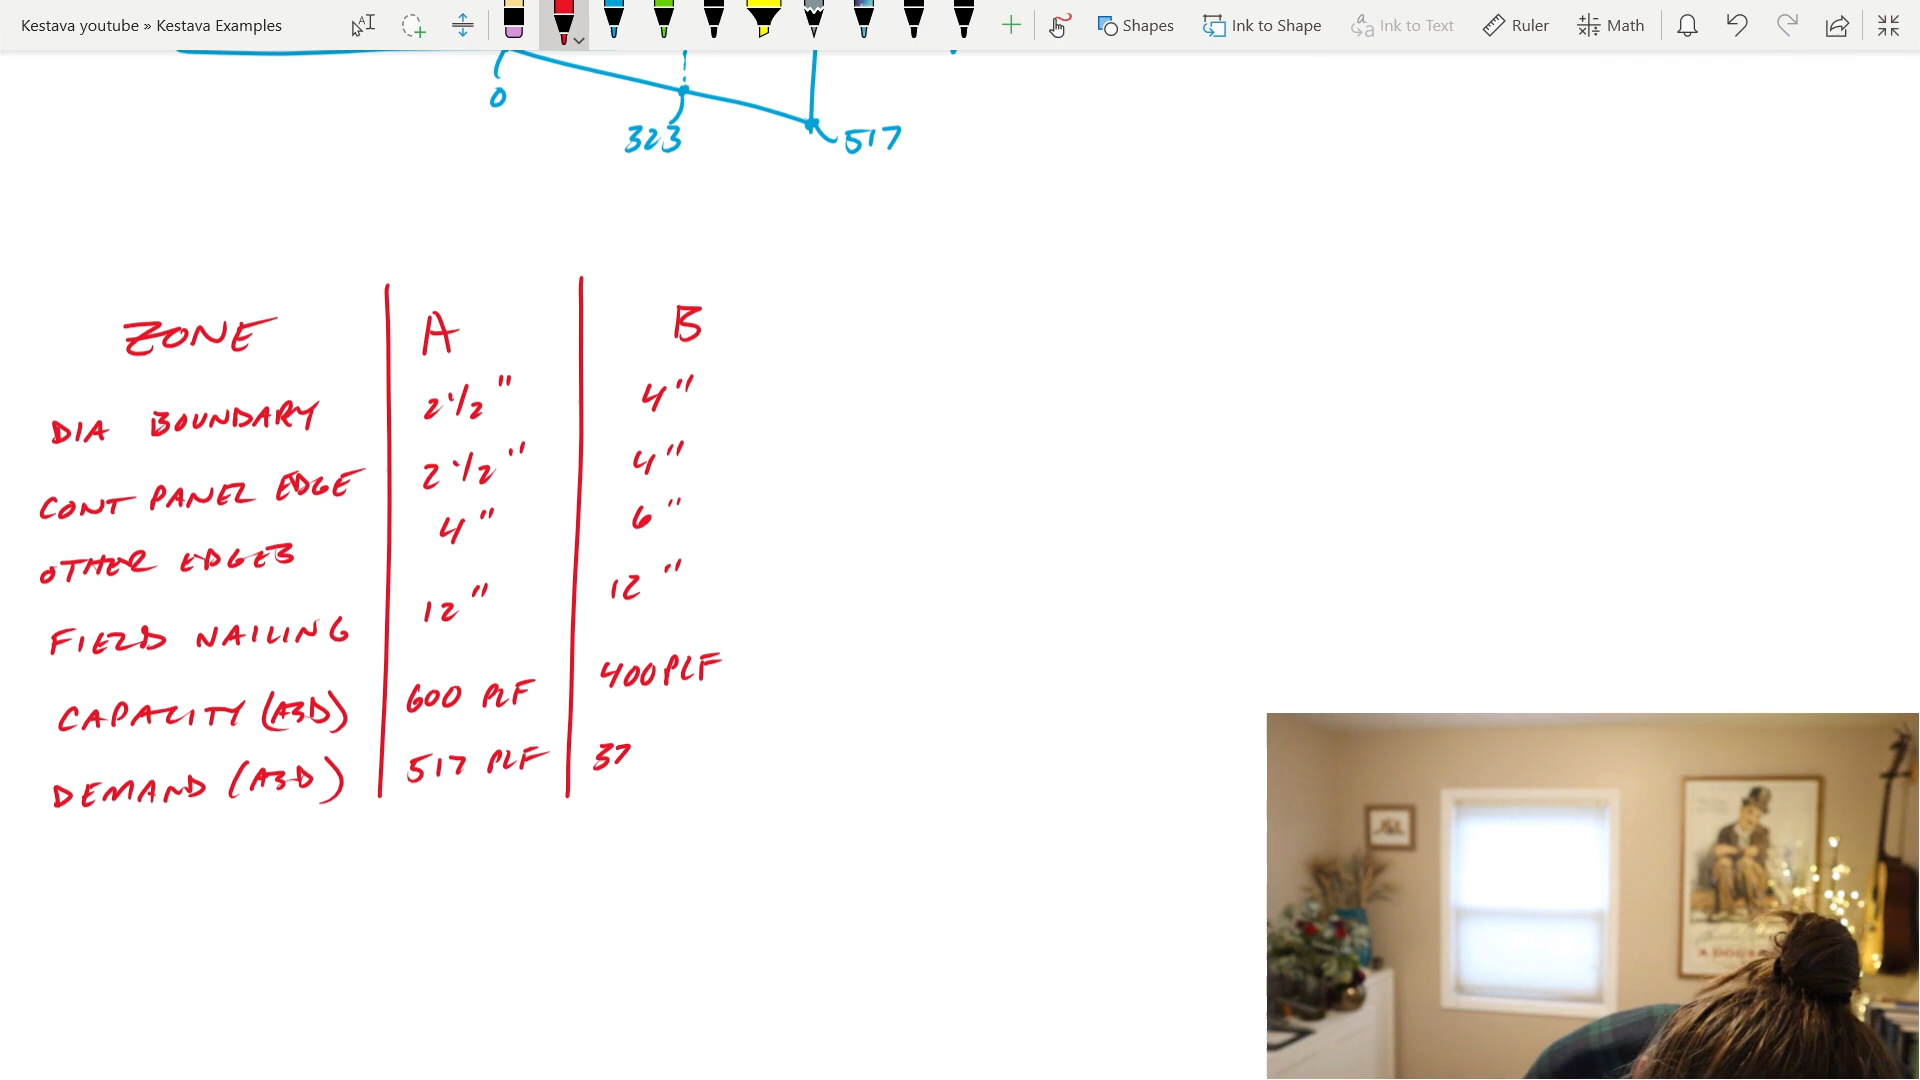 Kestava youtube » Kestava Examples
Shapes
Ink to Shape
Ink to Text
Ruler
Math
0
323
517
ZONE A B
DIA BOUNDARY 2 1/2" 4"
CONT PANEL EDGE 2 1/2" 4"
OTHER EDGES 4" 6"
FIELD NAILING 12" 12"
CAPACITY (ASD) 600 PLF 400 PLF
DEMAND (ASD) 517 PLF 37